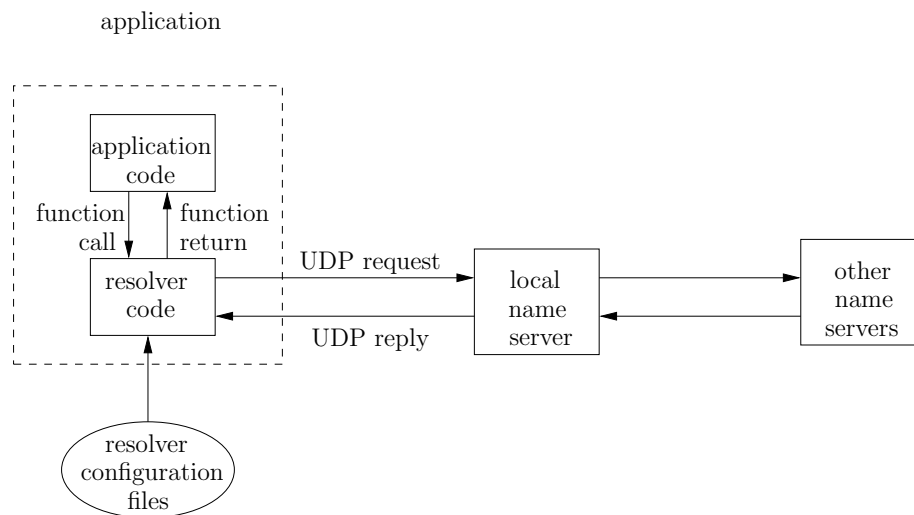 application
application
code
function
call
function
return
resolver
code
UDP request
UDP reply
local
name
server
other
name
servers
resolver
configuration
files